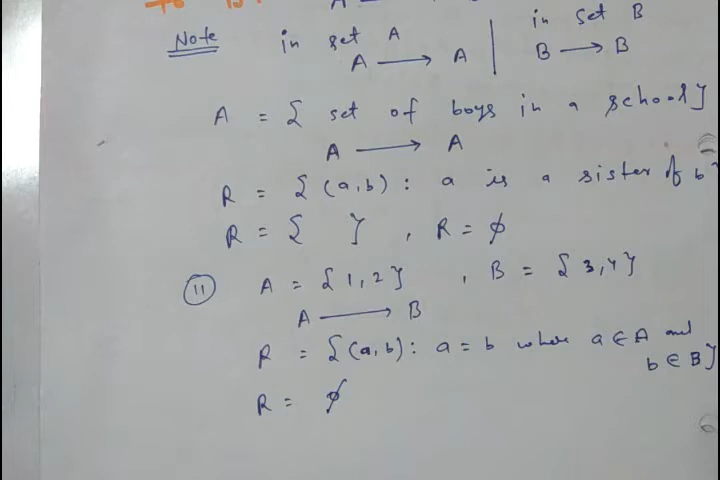 A
Note in set A | in set B
A → A | B → B
A = { set of boys in a school }
A → A
R = { (a,b) : a is a sister of b }
R = { } , R = ϕ
(11) A = {1,2} , B = {3,4}
A → B
R = {(a,b) : a = b where a ∈ A and
b ∈ B}
R = ϕ